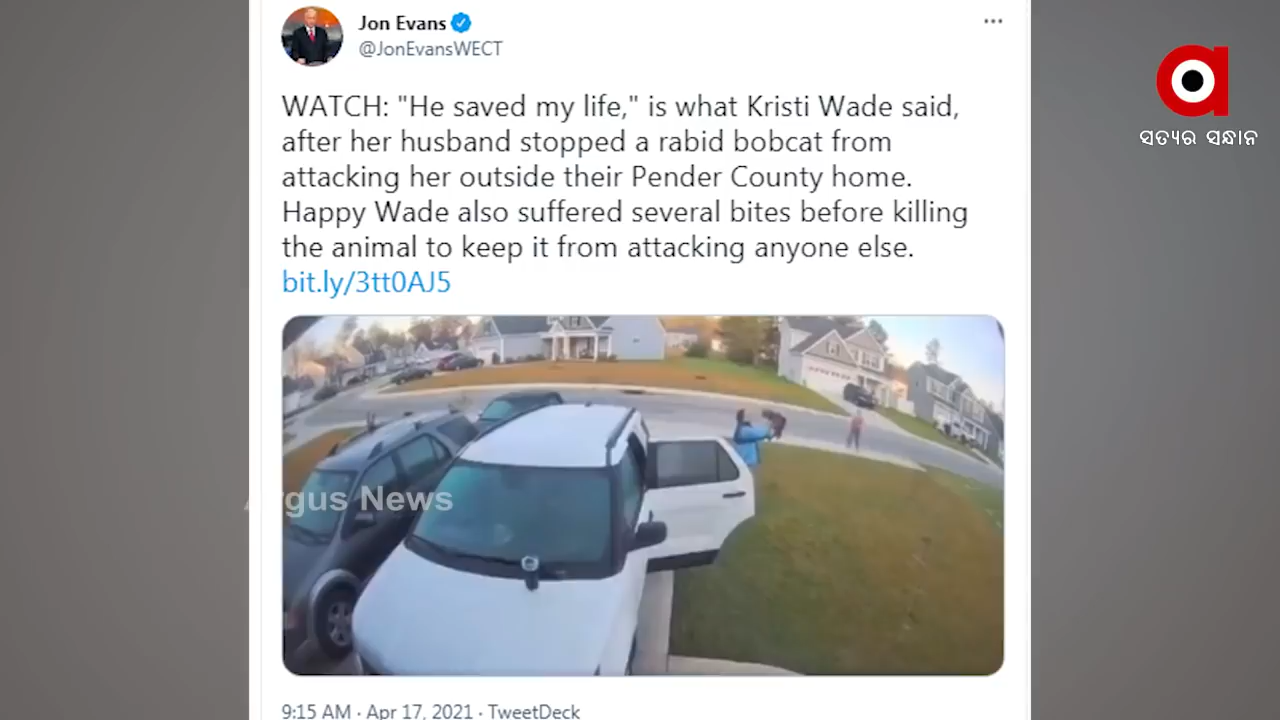 Jon Evans
@JonEvansWECT
WATCH: "He saved my life," is what Kristi Wade said,
after her husband stopped a rabid bobcat from
attacking her outside their Pender County home.
Happy Wade also suffered several bites before killing
the animal to keep it from attacking anyone else.
bit.ly/3tt0AJ5
Argus News
9:15 AM · Apr 17, 2021 · TweetDeck
ସତ୍ୟର ସନ୍ଧାନ